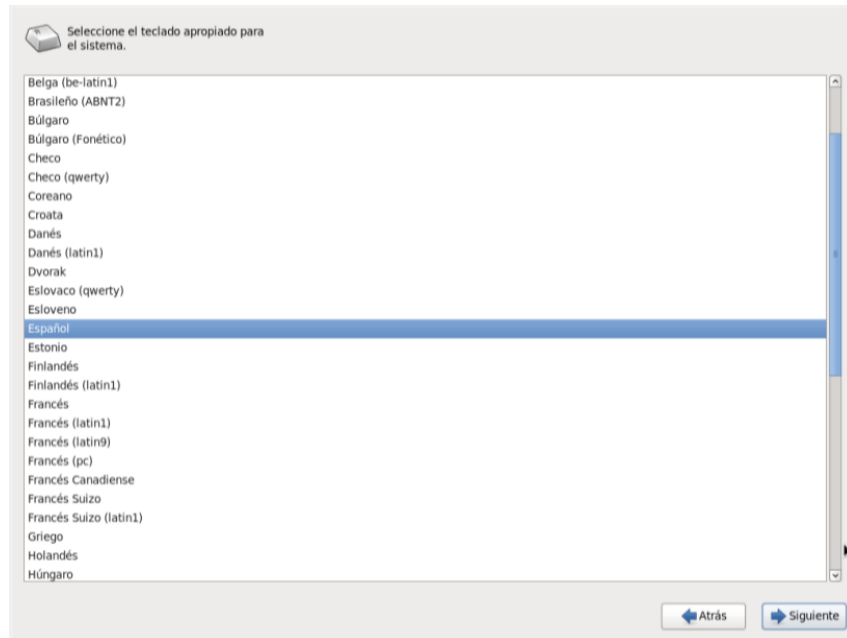 Seleccione el teclado apropiado para
el sistema.
Belga (be-latin1)
Brasileño (ABNT2)
Búlgaro
Búlgaro (Fonético)
Checo
Checo (qwerty)
Coreano
Croata
Danés
Danés (latin1)
Dvorak
Eslovaco (qwerty)
Esloveno
Español
Estonio
Finlandés
Finlandés (latin1)
Francés
Francés (latin1)
Francés (latin9)
Francés (pc)
Francés Canadiense
Francés Suizo
Francés Suizo (latin1)
Griego
Holandés
Húngaro
Atrás
Siguiente